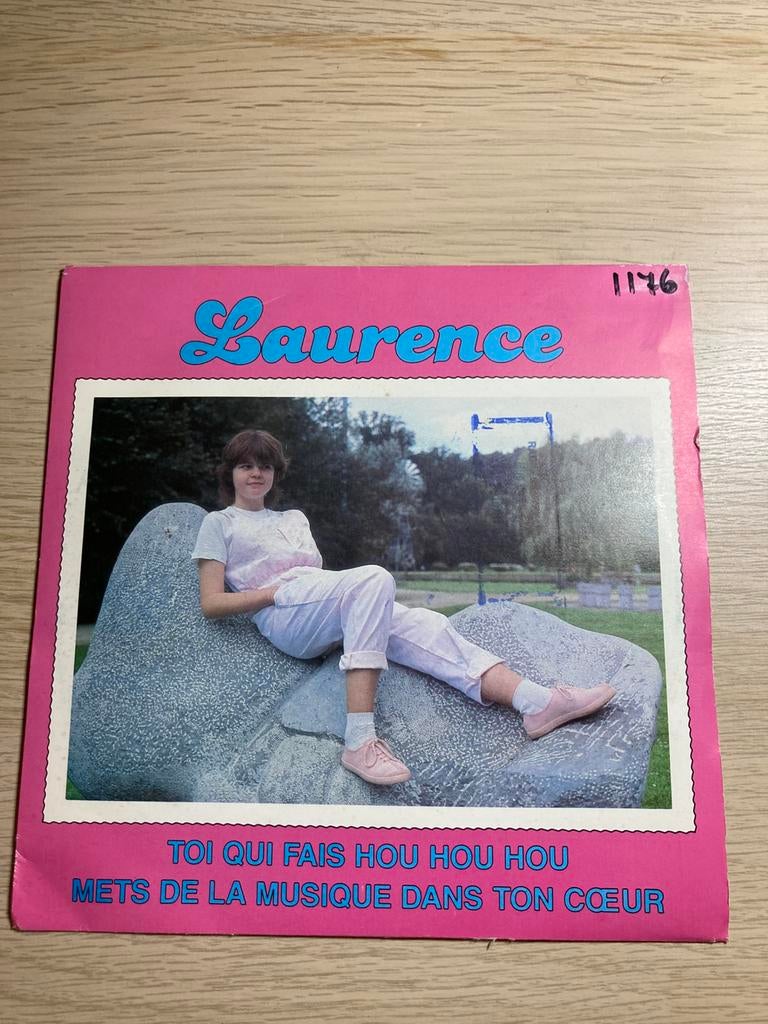 1176
Laurence
TOI QUI FAIS HOU HOU HOU
METS DE LA MUSIQUE DANS TON CŒUR